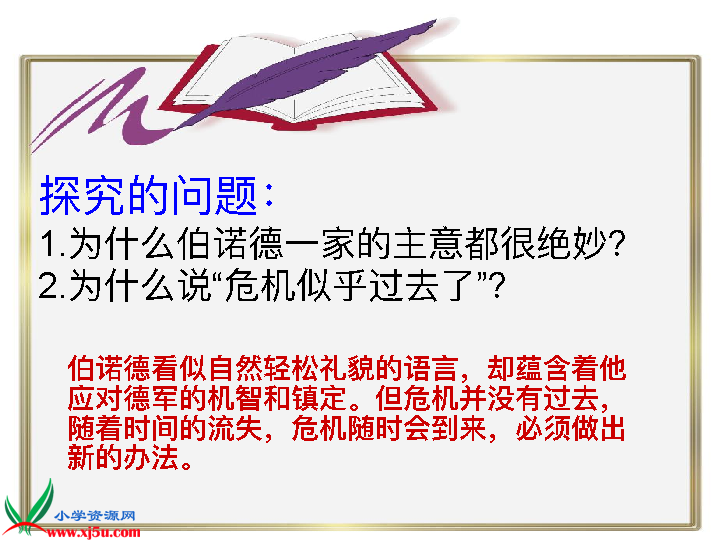 探究的问题：
1.为什么伯诺德一家的主意都很绝妙？
2.为什么说“危机似乎过去了”？
伯诺德看似自然轻松礼貌的语言，却蕴含着他
应对德军的机智和镇定。但危机并没有过去，
随着时间的流失，危机随时会到来，必须做出
新的办法。
小学资源网
www.xj5u.com